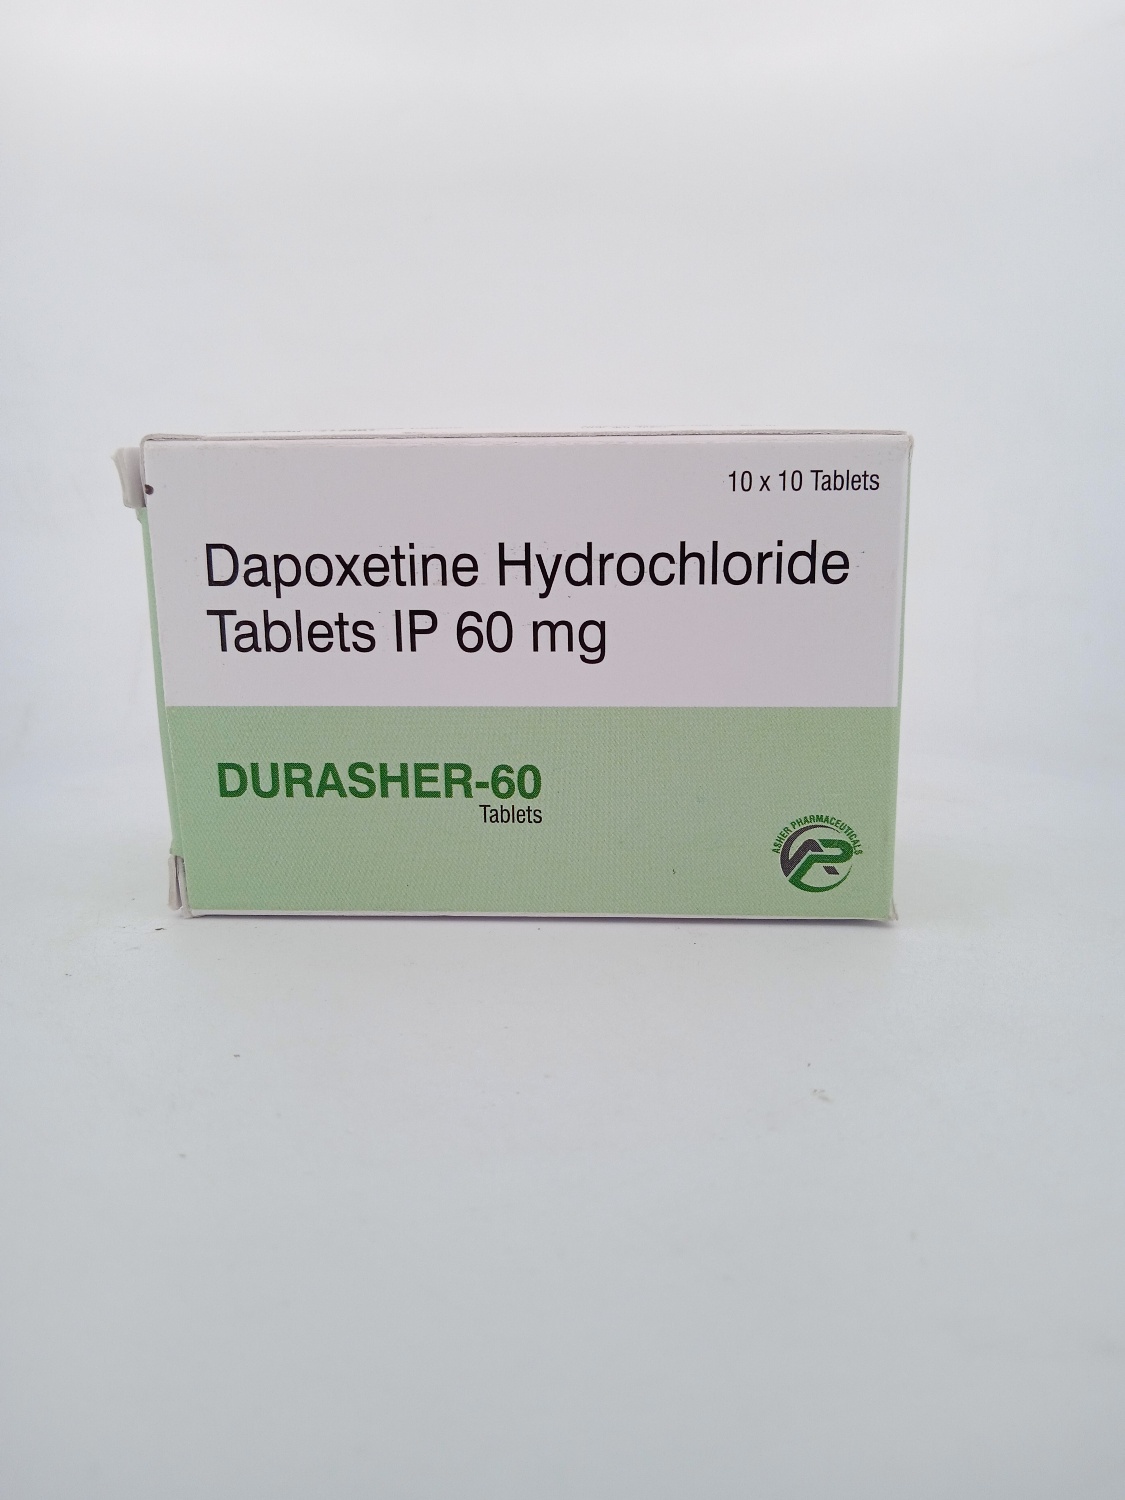 10 x 10 Tablets
Dapoxetine Hydrochloride
Tablets IP 60 mg
DURASHER-60
Tablets
ASHER PHARMACEUTICALS